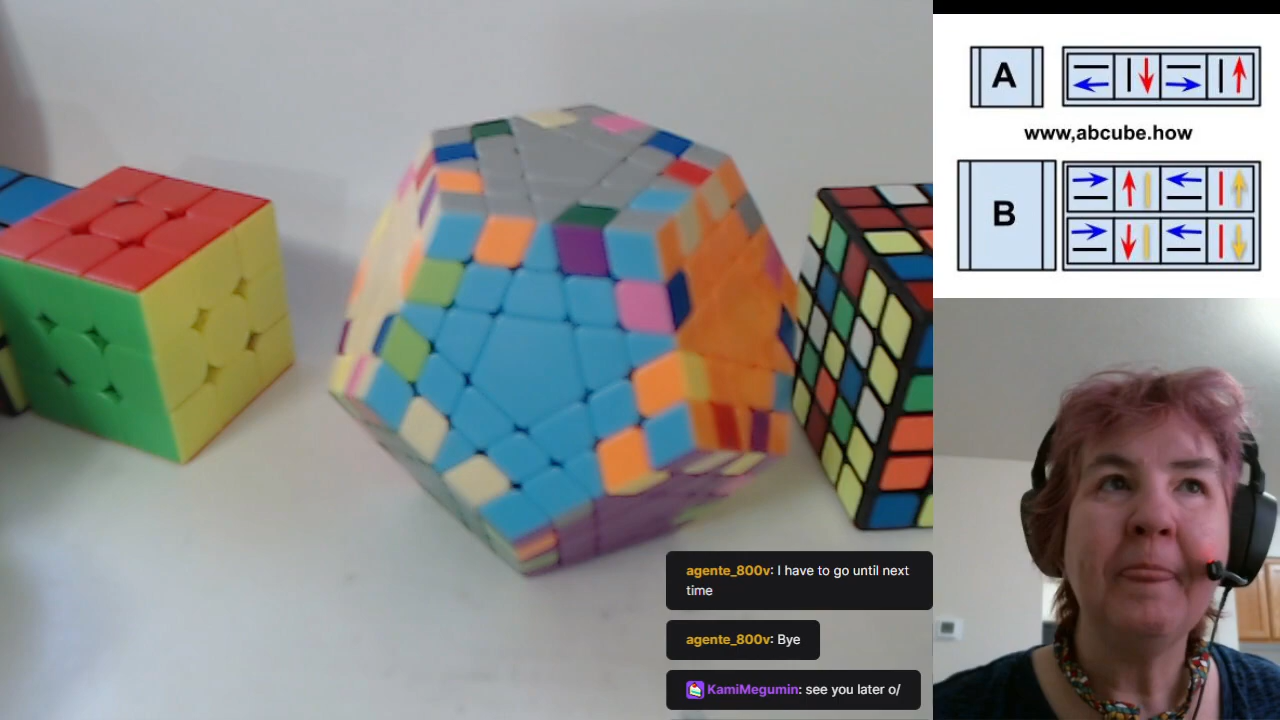 A
www,abcube.how
B
agente_800v: I have to go until next
time
agente_800v: Bye
KamiMegumin: see you later o/